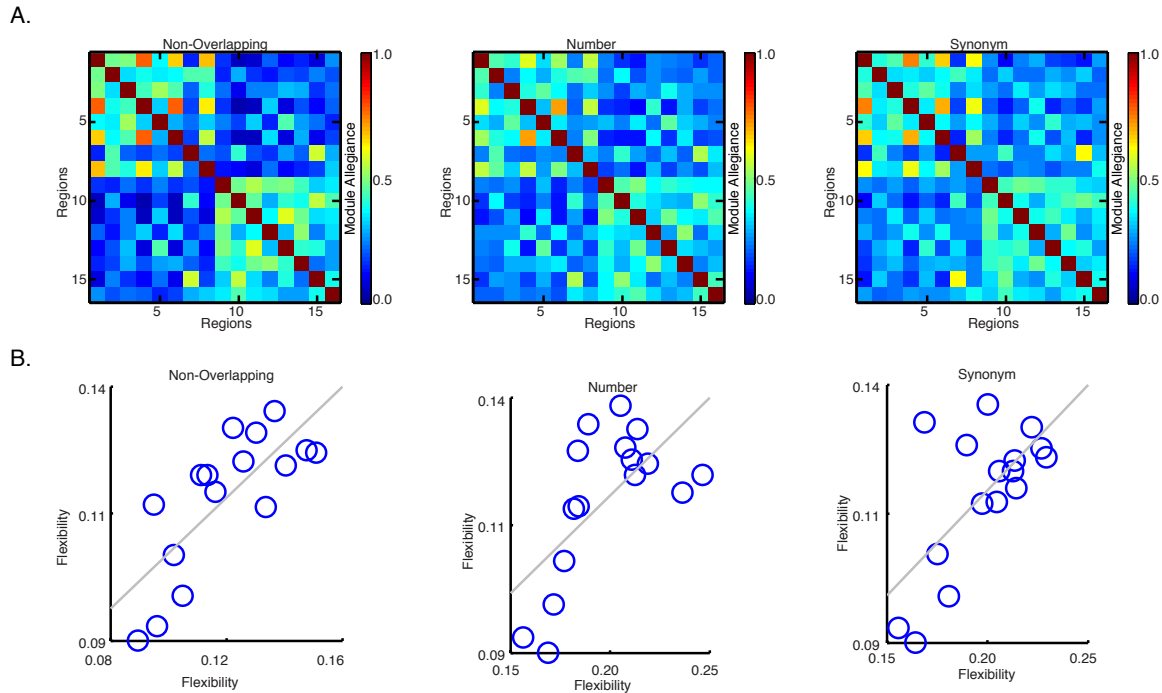 A.
Non-Overlapping
Number
Synonym
1.0
1.0
1.0
5
5
5
10
10
10
15
15
15
0.5
0.5
0.5
0.0
0.0
0.0
Regions
Regions
Regions
Module Allegiance
Module Allegiance
Module Allegiance
5 10 15
5 10 15
5 10 15
Regions
Regions
Regions
B.
Non-Overlapping
Number
Synonym
0.14
0.11
0.09
Flexibility
0.08 0.12 0.16
Flexibility
0.14
0.11
0.09
Flexibility
0.15 0.20 0.25
Flexibility
0.14
0.11
0.09
Flexibility
0.15 0.20 0.25
Flexibility